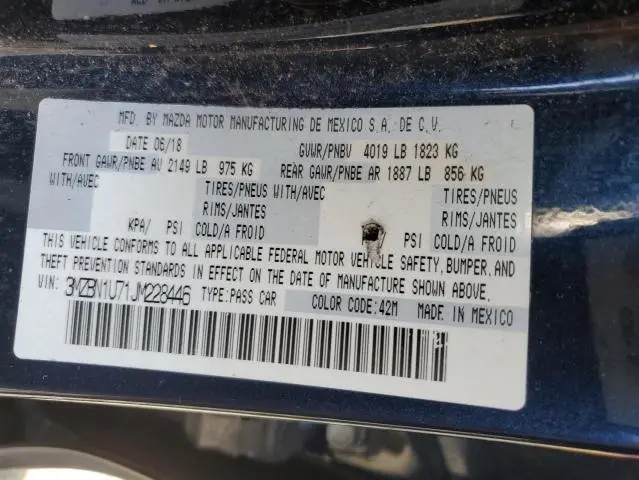 MFD. BY MAZDA MOTOR MANUFACTURING DE MEXICO S.A. DE C.V.
DATE 06/18 GVWR/PNBV 4019 LB 1823 KG
FRONT GAWR/PNBE AV 2149 LB 975 KG REAR GAWR/PNBE AR 1887 LB 856 KG
WITH/AVEC TIRES/PNEUS WITH/AVEC TIRES/PNEUS
RIMS/JANTES RIMS/JANTES
KPA/ PSI COLD/A FROID PSI COLD/A FROID
THIS VEHICLE CONFORMS TO ALL APPLICABLE FEDERAL MOTOR VEHICLE SAFETY, BUMPER, AND
THEFT PREVENTION STANDARDS IN EFFECT ON THE DATE OF MANUFACTURE SHOWN ABOVE.
VIN: 3MZBN1U71JM228446 TYPE:PASS CAR COLOR CODE:42M MADE IN MEXICO